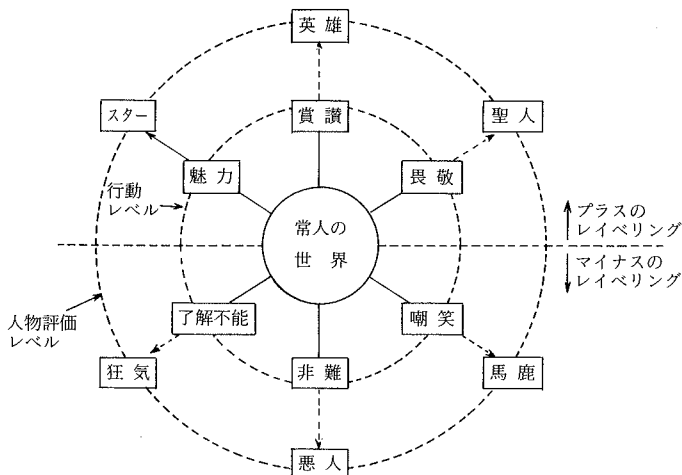 英雄
スター
賞讃
聖人
魅力
畏敬
行動
レベル
常人の
世界
プラスの
レイベリング
マイナスの
レイベリング
人物評価
レベル
了解不能
嘲笑
狂気
非難
馬鹿
悪人